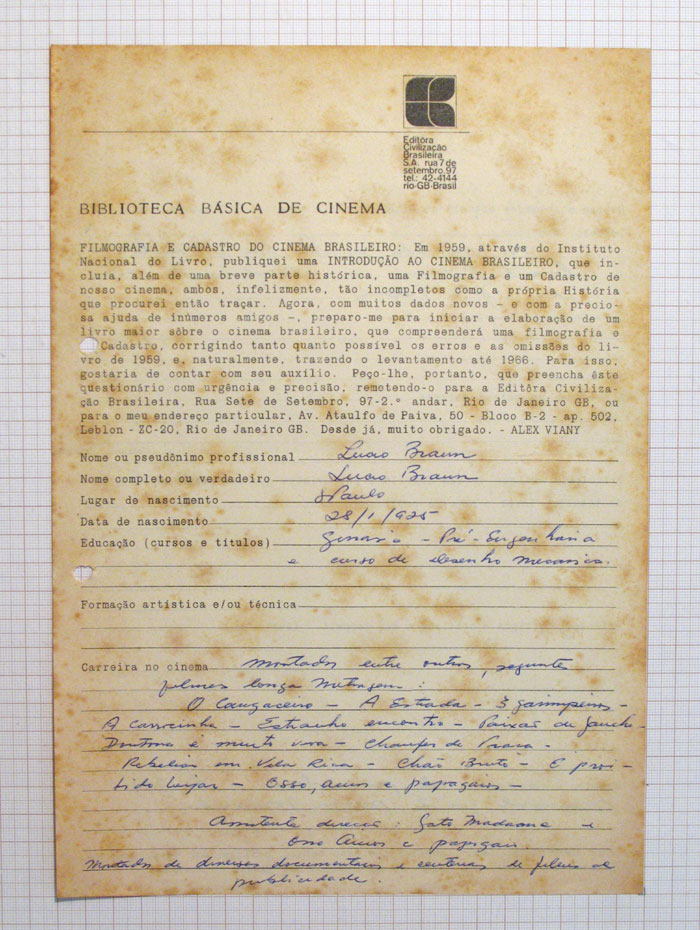 Editôra
Civilização
Brasileira
S.A. rua 7 de
setembro, 97
tel.: 42-4144
rio-GB-Brasil
BIBLIOTECA BÁSICA DE CINEMA
FILMOGRAFIA E CADASTRO DO CINEMA BRASILEIRO: Em 1959, através do Instituto
Nacional do Livro, publiquei uma INTRODUÇÃO AO CINEMA BRASILEIRO, que in-
cluia, além de uma breve parte histórica, uma Filmografia e um Cadastro de
nosso cinema, ambos, infelizmente, tão incompletos como a própria História
que procurei então traçar. Agora, com muitos dados novos - e com a precio-
sa ajuda de inúmeros amigos -, preparo-me para iniciar a elaboração de um
livro maior sôbre o cinema brasileiro, que compreenderá uma filmografia e
Cadastro, corrigindo tanto quanto possível os erros e as omissões do li-
vro de 1959, e, naturalmente, trazendo o levantamento até 1966. Para isso,
gostaria de contar com seu auxílio. Peço-lhe, portanto, que preencha êste
questionário com urgência e precisão, remetendo-o para a Editôra Civiliza-
ção Brasileira, Rua Sete de Setembro, 97-2.º andar, Rio de Janeiro GB, ou
para o meu endereço particular, Av. Ataulfo de Paiva, 50 - Bloco B-2 - ap. 502,
Leblon - ZC-20, Rio de Janeiro GB. Desde já, muito obrigado. - ALEX VIANY
Nome ou pseudônimo profissional Lucio Braun
Nome completo ou verdadeiro Lucio Braun
Lugar de nascimento S Paulo
Data de nascimento 28/1/1925
Educação (cursos e títulos) Ginasio - Pré-Engenharia
e curso de desenho mecanico.
Formação artística e/ou técnica
Carreira no cinema montador entre outros, seguintes
filmes longa metragem:
O Cangaceiro - A Estrada - 3 garimpeiros -
A carrocinha - Estranho encontro - Paixão de Gaucho
Doutora é muito viva - Chaufer de Praça -
Rebelião em Vila Rica - Chão Bruto - É proi-
bido beijar - Osso, amor e papagaios -
Assistente direção: Gato Madame e
Osso Amor e papagaio.
Montador de diversos documentarios e centenas de filmes de
publicidade.